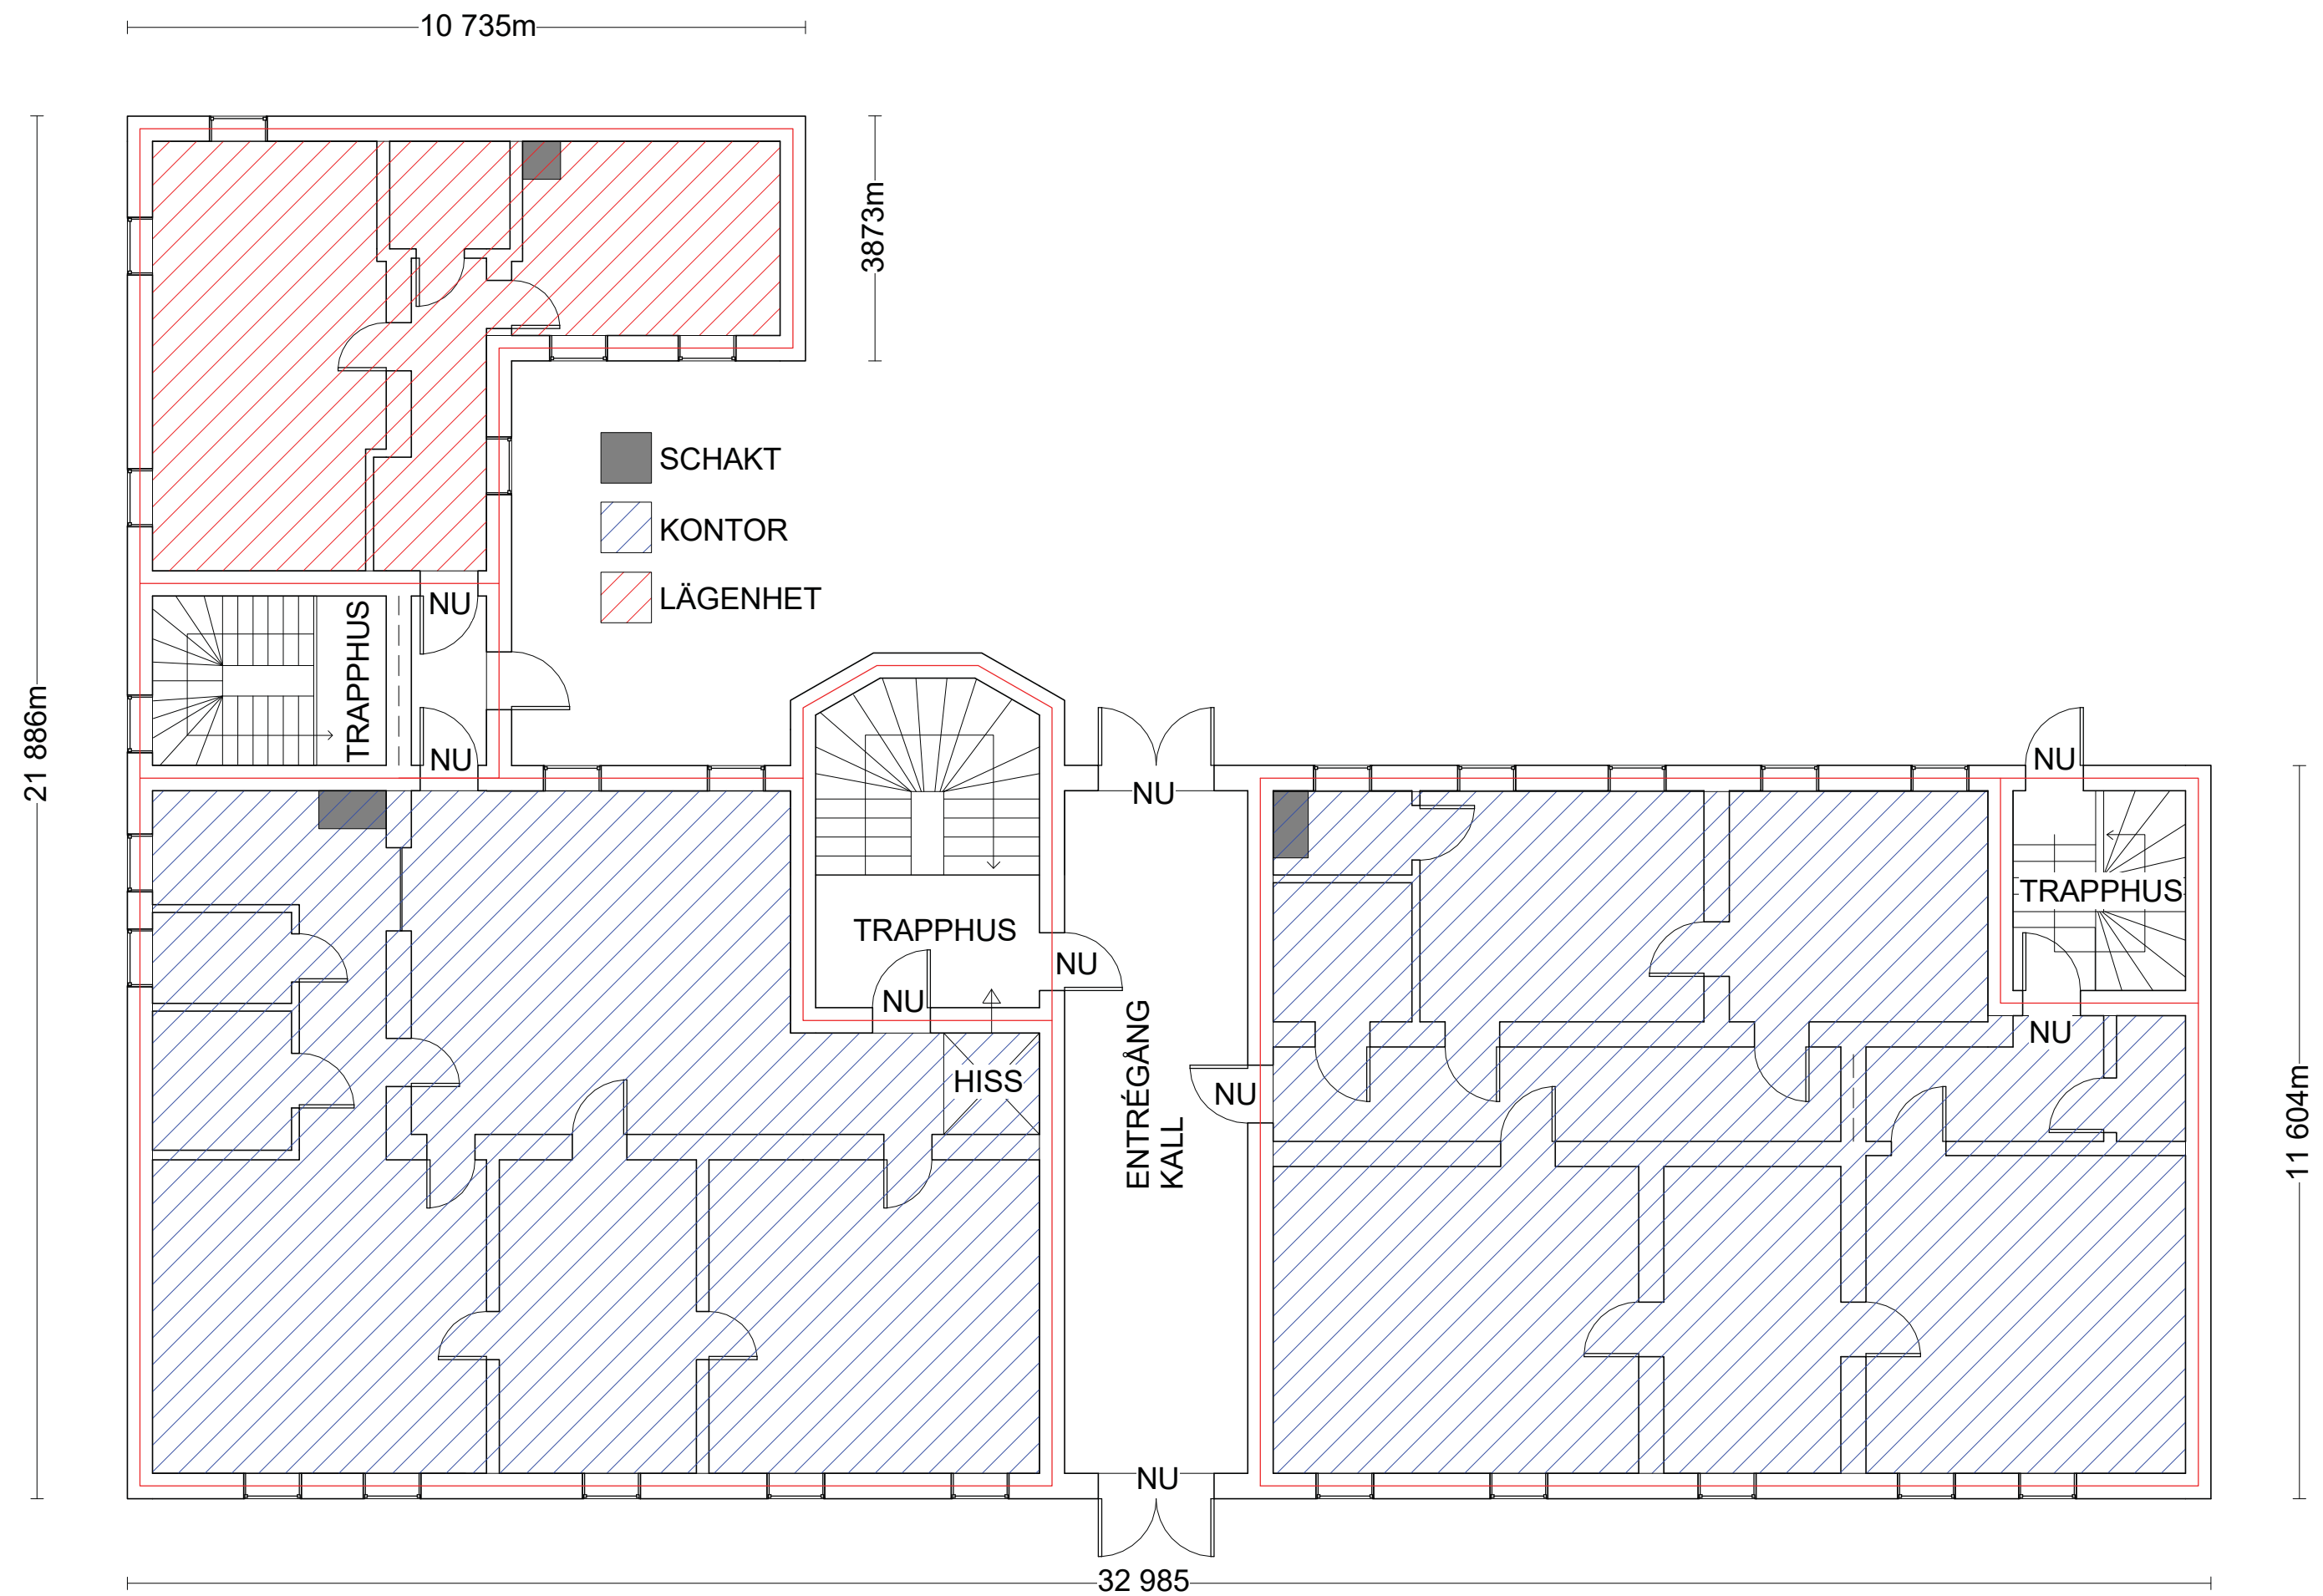 10 735m
3873m
SCHAKT
KONTOR
LÄGENHET
21 886m
TRAPPHUS
NU
NU
NU
NU
TRAPPHUS
TRAPPHUS
NU
NU
HISS
ENTRÉGÅNG
KALL
NU
NU
11 604m
NU
32 985